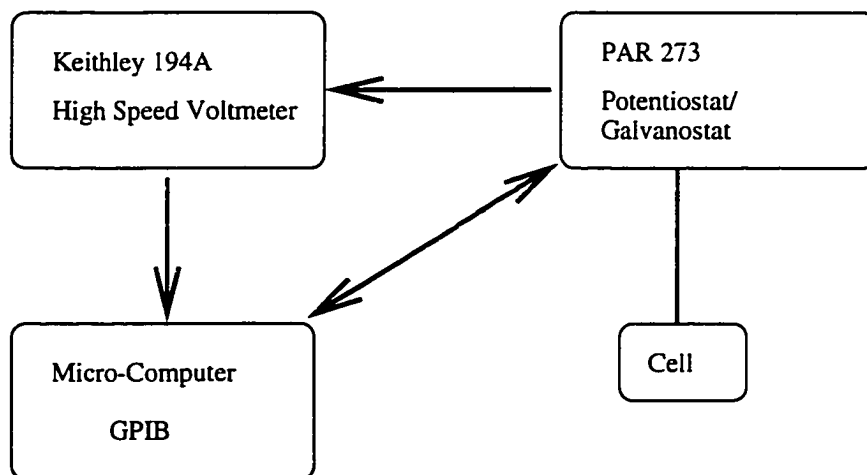 Keithley 194A
High Speed Voltmeter
PAR 273
Potentiostat/
Galvanostat
Micro-Computer
GPIB
Cell